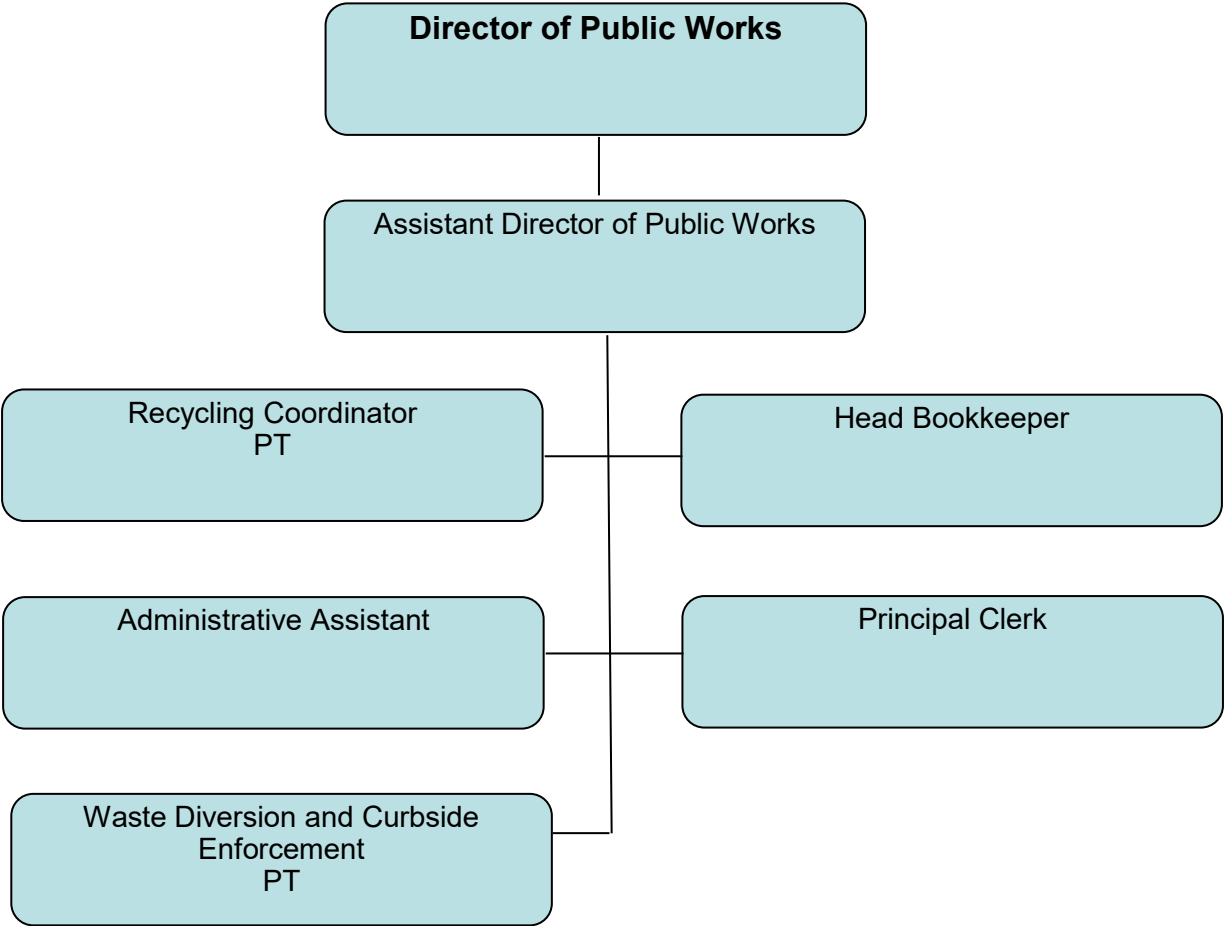 Director of Public Works
Assistant Director of Public Works
Recycling Coordinator
PT
Head Bookkeeper
Administrative Assistant
Principal Clerk
Waste Diversion and Curbside
Enforcement
PT